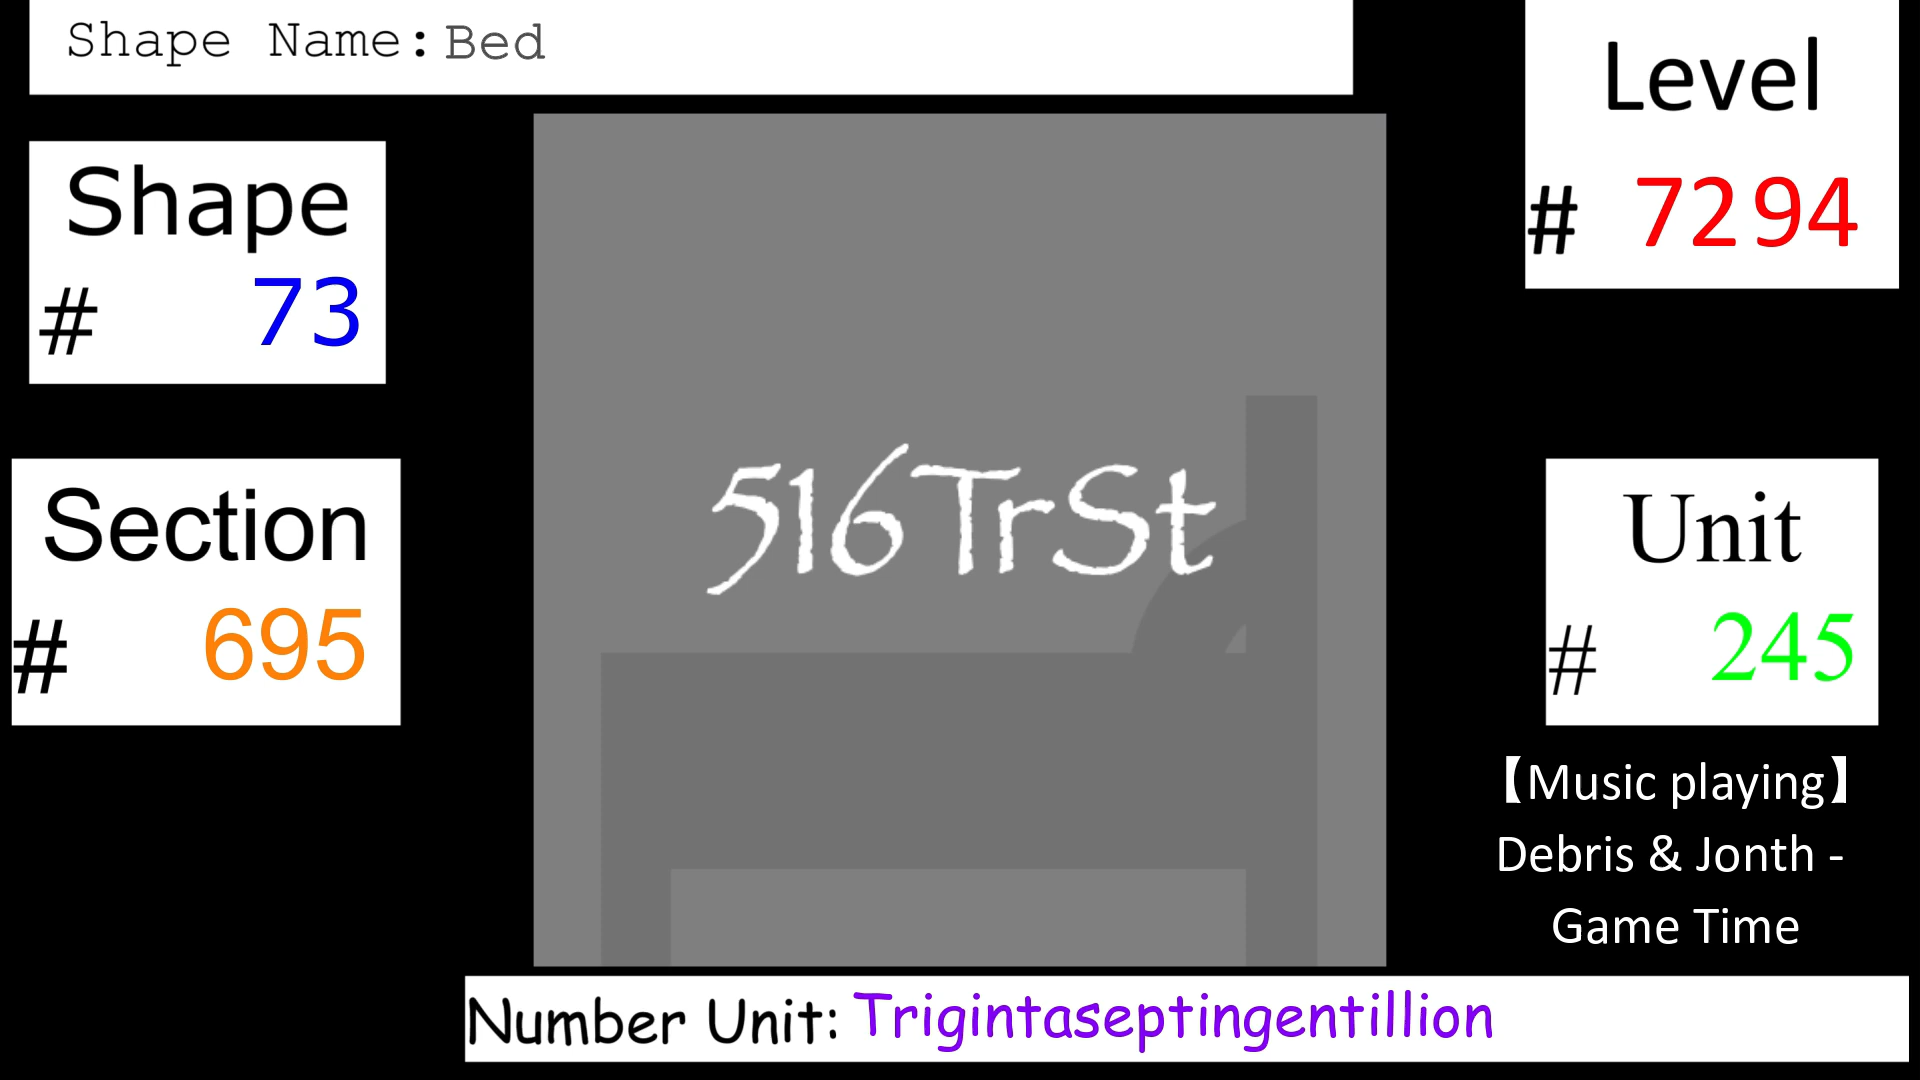 Shape Name: Bed
Level
# 7294
Shape
# 73
516TrSt
Section
# 695
Unit
# 245
【Music playing】
Debris & Jonth -
Game Time
Number Unit: Trigintaseptingentillion